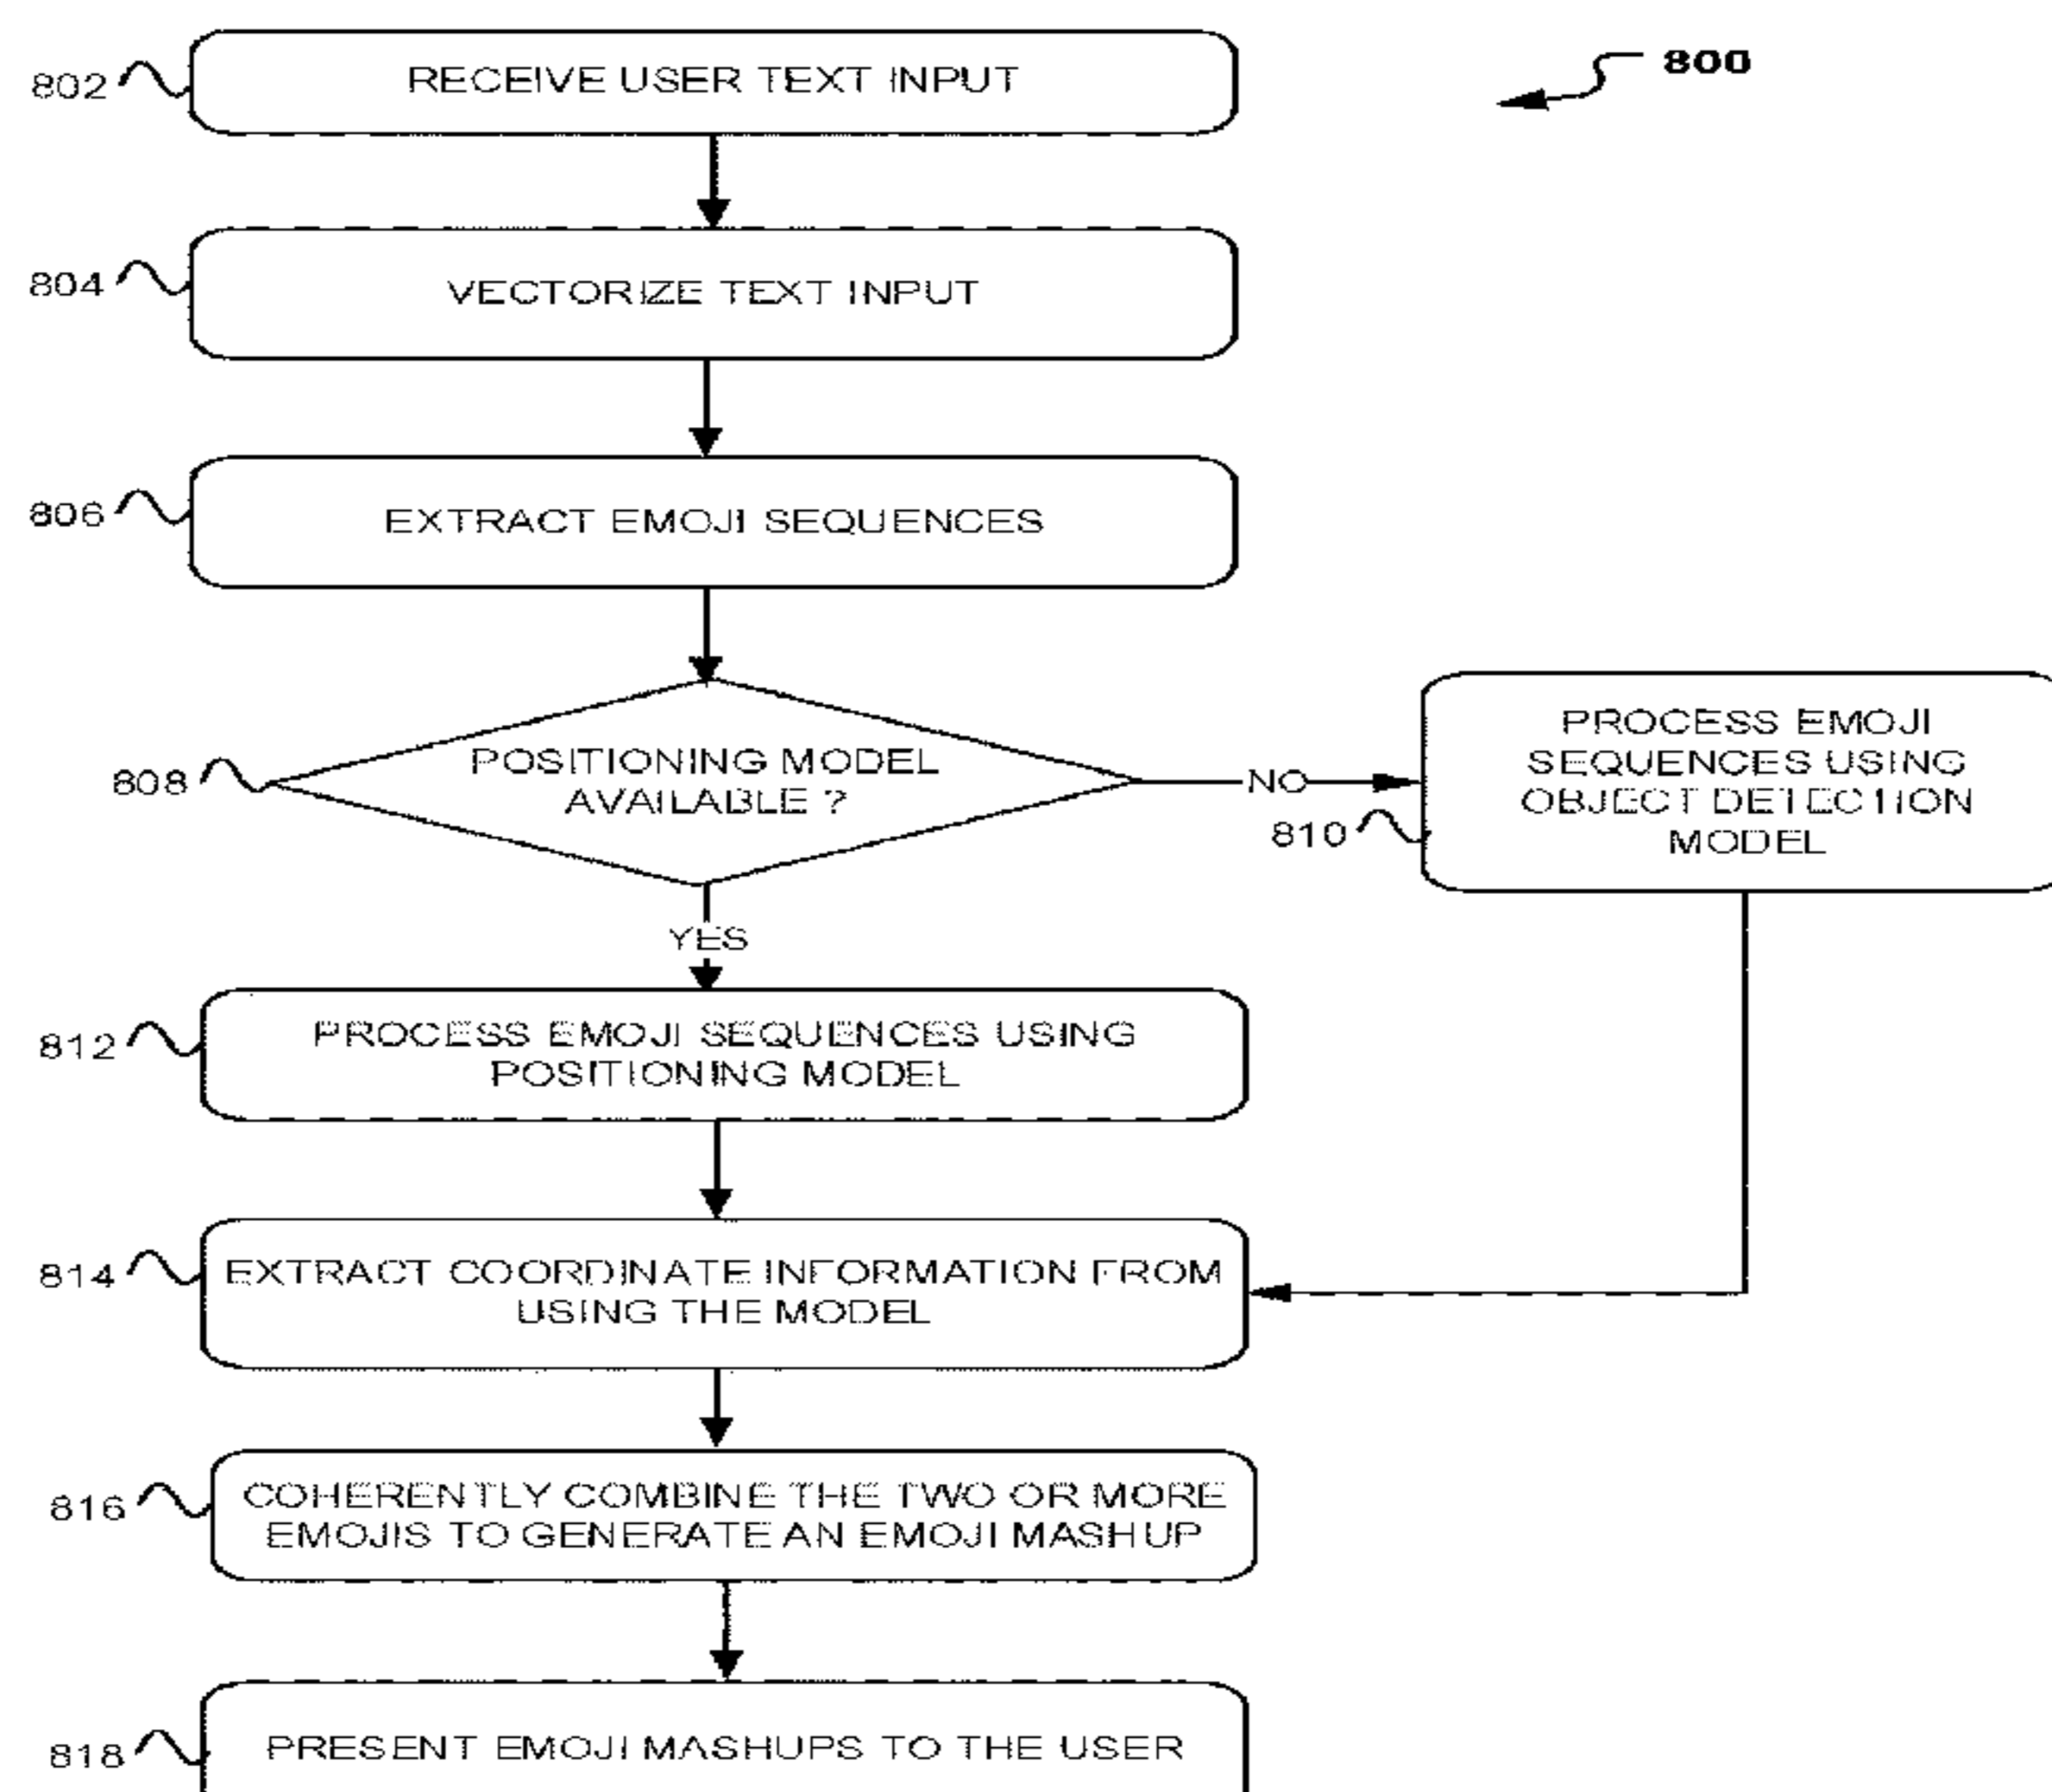 800
802
RECEIVE USER TEXT INPUT
804
VECTORIZE TEXT INPUT
806
EXTRACT EMOJI SEQUENCES
808
POSITIONING MODEL
AVAILABLE ?
NO
810
PROCESS EMOJI
SEQUENCES USING
OBJECT DETECTION
MODEL
YES
812
PROCESS EMOJI SEQUENCES USING
POSITIONING MODEL
814
EXTRACT COORDINATE INFORMATION FROM
USING THE MODEL
816
COHERENTLY COMBINE THE TWO OR MORE
EMOJIS TO GENERATE AN EMOJI MASHUP
818
PRESENT EMOJI MASHUPS TO THE USER